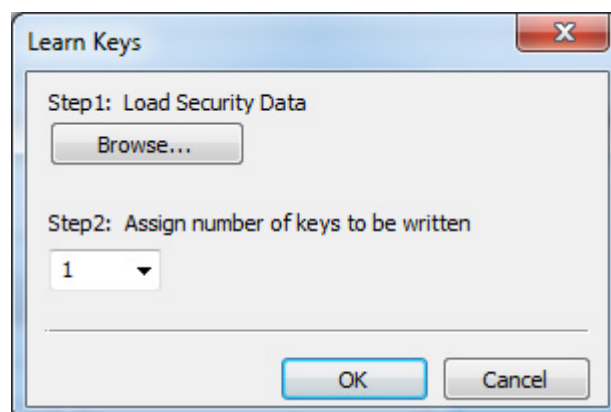 Learn Keys
Step1: Load Security Data
Browse...
Step2: Assign number of keys to be written
1
OK
Cancel